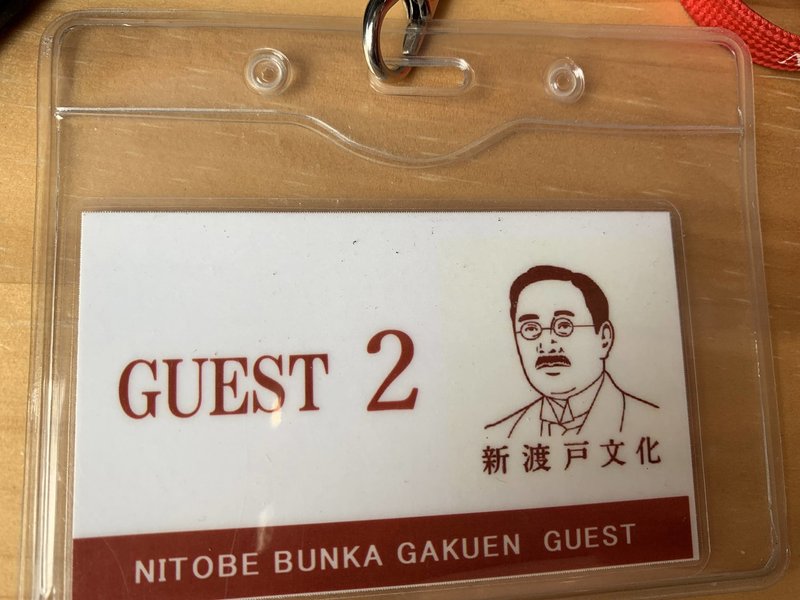 GUEST 2
新渡戸文化
NITOBE BUNKA GAKUEN GUEST